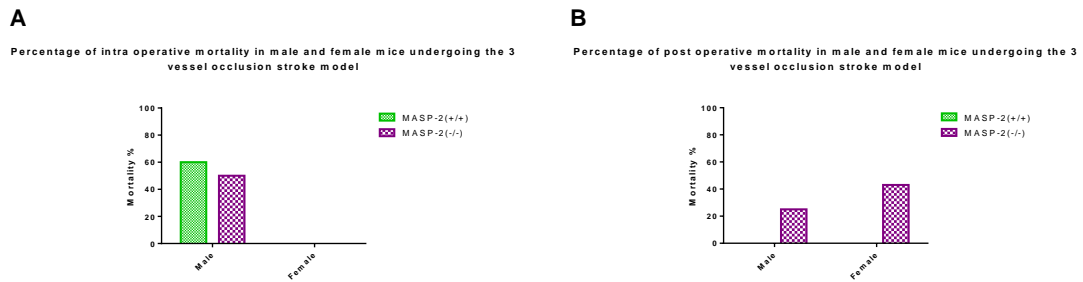 A
Percentage of intra operative mortality in male and female mice undergoing the 3
vessel occlusion stroke model
100
80
60
40
20
0
Mortality %
Male
Female
MASP-2(+/+)
MASP-2(-/-)
B
Percentage of post operative mortality in male and female mice undergoing the 3
vessel occlusion stroke model
100
80
60
40
20
0
Mortality %
Male
Female
MASP-2(+/+)
MASP-2(-/-)